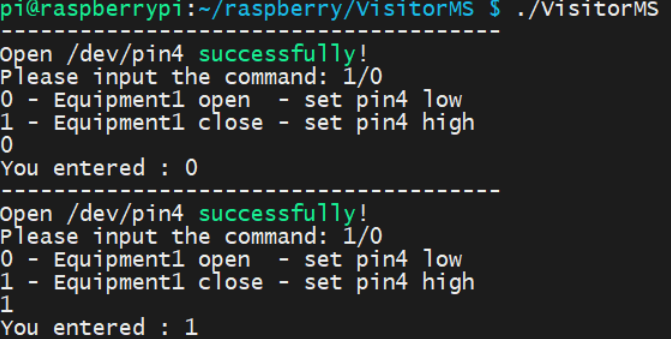 pi@raspberrypi:~/raspberry/VisitorMS $ ./VisitorMS
--------------------------------------
Open /dev/pin4 successfully!
Please input the command: 1/0
0 - Equipment1 open  - set pin4 low
1 - Equipment1 close - set pin4 high
0
You entered : 0
--------------------------------------
Open /dev/pin4 successfully!
Please input the command: 1/0
0 - Equipment1 open  - set pin4 low
1 - Equipment1 close - set pin4 high
1
You entered : 1